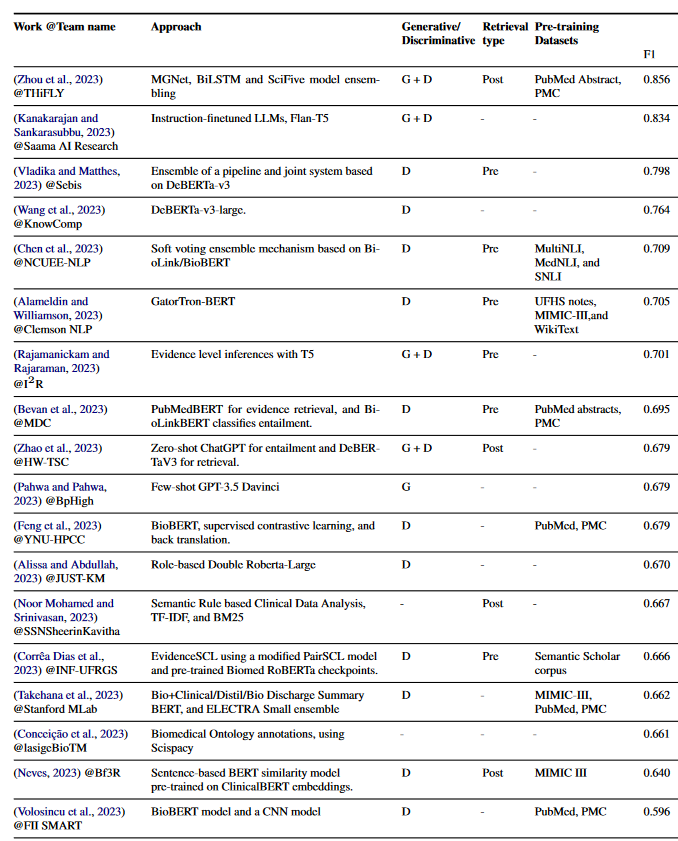 Work @Team name Approach Generative/ Retrieval Pre-training
Discriminative type Datasets
F1
(Zhou et al., 2023) MGNet, BiLSTM and SciFive model ensem- G + D Post PubMed Abstract, 0.856
@THiFLY bling PMC
(Kanakarajan and Instruction-finetuned LLMs, Flan-T5 G + D - - 0.834
Sankarasubbu, 2023)
@Saama AI Research
(Vladika and Matthes, Ensemble of a pipeline and joint system based D Pre - 0.798
2023) @Sebis on DeBERTa-v3
(Wang et al., 2023) DeBERTa-v3-large. D - - 0.764
@KnowComp
(Chen et al., 2023) Soft voting ensemble mechanism based on Bi- D Pre MultiNLI, 0.709
@NCUEE-NLP oLink/BioBERT MedNLI, and
SNLI
(Alameldin and GatorTron-BERT D Pre UFHS notes, 0.705
Williamson, 2023) MIMIC-III,and
@Clemson NLP WikiText
(Rajamanickam and Evidence level inferences with T5 G + D Pre - 0.701
Rajaraman, 2023)
@I²R
(Bevan et al., 2023) PubMedBERT for evidence retrieval, and Bi- D Pre PubMed abstracts, 0.695
@MDC oLinkBERT classifies entailment. PMC
(Zhao et al., 2023) Zero-shot ChatGPT for entailment and DeBER- G + D Post - 0.679
@HW-TSC TaV3 for retrieval.
(Pahwa and Pahwa, Few-shot GPT-3.5 Davinci G - - 0.679
2023) @BpHigh
(Feng et al., 2023) BioBERT, supervised contrastive learning, and D - PubMed, PMC 0.679
@YNU-HPCC back translation.
(Alissa and Abdullah, Role-based Double Roberta-Large D - - 0.670
2023) @JUST-KM
(Noor Mohamed and Semantic Rule based Clinical Data Analysis, - Post - 0.667
Srinivasan, 2023) TF-IDF, and BM25
@SSNSheerinKavitha
(Corrêa Dias et al., EvidenceSCL using a modified PairSCL model D Pre Semantic Scholar 0.666
2023) @INF-UFRGS and pre-trained Biomed RoBERTa checkpoints. corpus
(Takehana et al., 2023) Bio+Clinical/Distil/Bio Discharge Summary D - MIMIC-III, 0.662
@Stanford MLab BERT, and ELECTRA Small ensemble PubMed, PMC
(Conceição et al., 2023) Biomedical Ontology annotations, using - - - 0.661
@lasigeBioTM Scispacy
(Neves, 2023) @Bf3R Sentence-based BERT similarity model D Post MIMIC III 0.640
pre-trained on ClinicalBERT embeddings.
(Volosincu et al., 2023) BioBERT model and a CNN model D - PubMed, PMC 0.596
@FII SMART